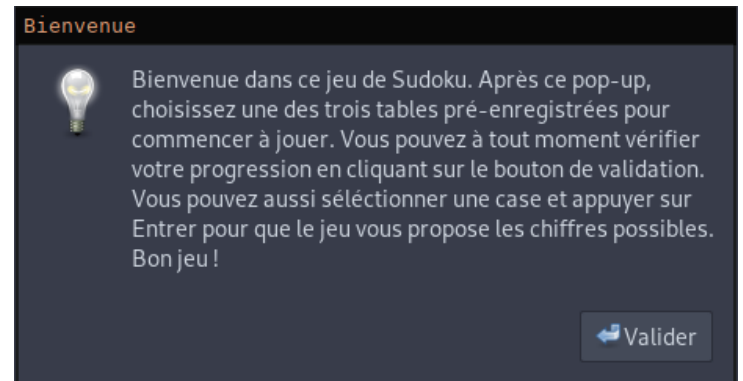 Bienvenue
Bienvenue dans ce jeu de Sudoku. Après ce pop-up,
choisissez une des trois tables pré-enregistrées pour
commencer à jouer. Vous pouvez à tout moment vérifier
votre progression en cliquant sur le bouton de validation.
Vous pouvez aussi séléctionner une case et appuyer sur
Entrer pour que le jeu vous propose les chiffres possibles.
Bon jeu !
Valider